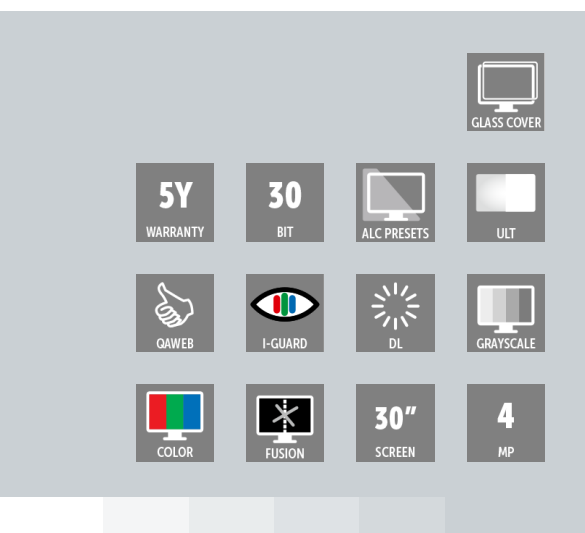 GLASS COVER
5Y
WARRANTY
30
BIT
ALC PRESETS
ULT
QAWEB
I-GUARD
DL
GRAYSCALE
COLOR
FUSION
30"
SCREEN
4
MP